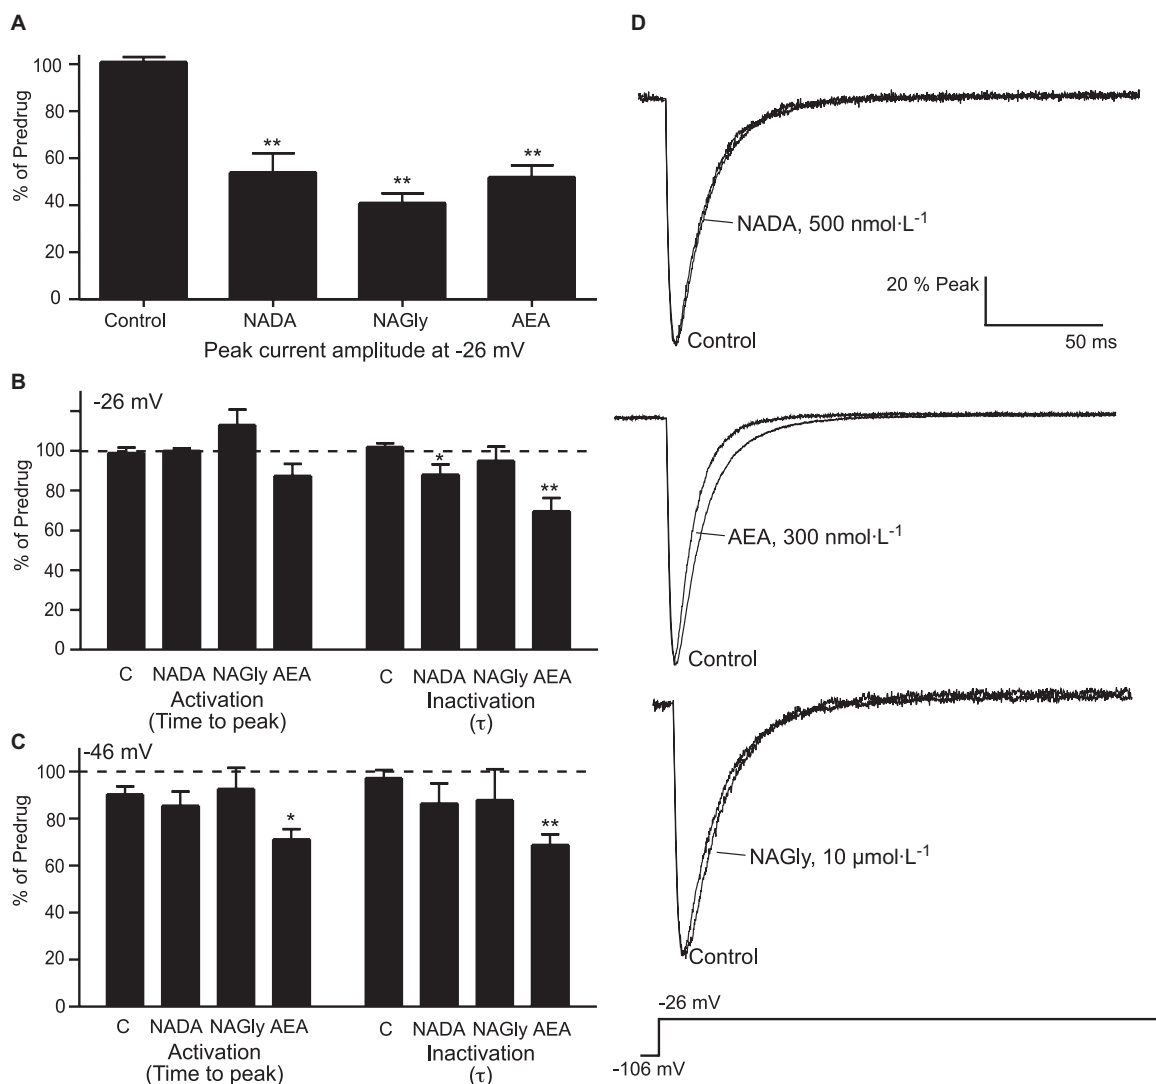 A
% of Predrug
100
80
60
40
20
0
**
**
**
Control NADA NAGly AEA
Peak current amplitude at -26 mV
B
-26 mV
% of Predrug
100
80
60
40
20
0
*
**
C NADA NAGly AEA C NADA NAGly AEA
Activation
(Time to peak)
Inactivation
(τ)
C
-46 mV
% of Predrug
100
80
60
40
20
0
*
**
C NADA NAGly AEA C NADA NAGly AEA
Activation
(Time to peak)
Inactivation
(τ)
D
NADA, 500 nmol·L⁻¹
20 % Peak
50 ms
Control
AEA, 300 nmol·L⁻¹
Control
NAGly, 10 µmol·L⁻¹
Control
-26 mV
-106 mV